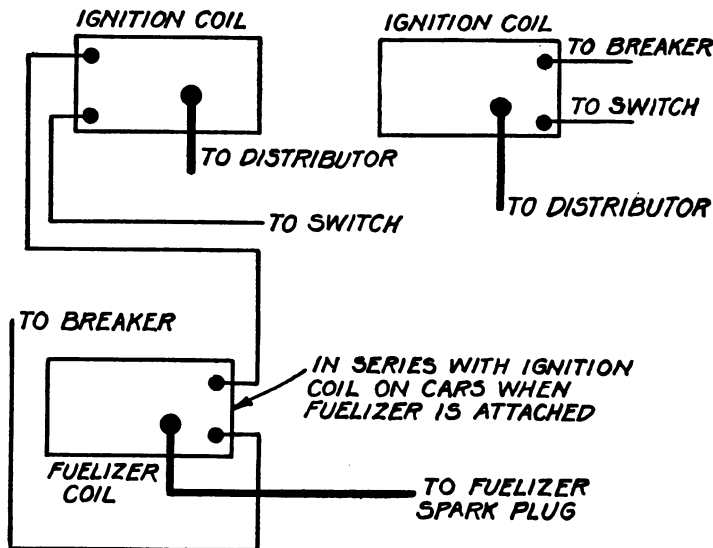 IGNITION COIL
IGNITION COIL
TO BREAKER
TO SWITCH
TO DISTRIBUTOR
TO DISTRIBUTOR
TO SWITCH
TO BREAKER
IN SERIES WITH IGNITION
COIL ON CARS WHEN
FUELIZER IS ATTACHED
FUELIZER
COIL
TO FUELIZER
SPARK PLUG